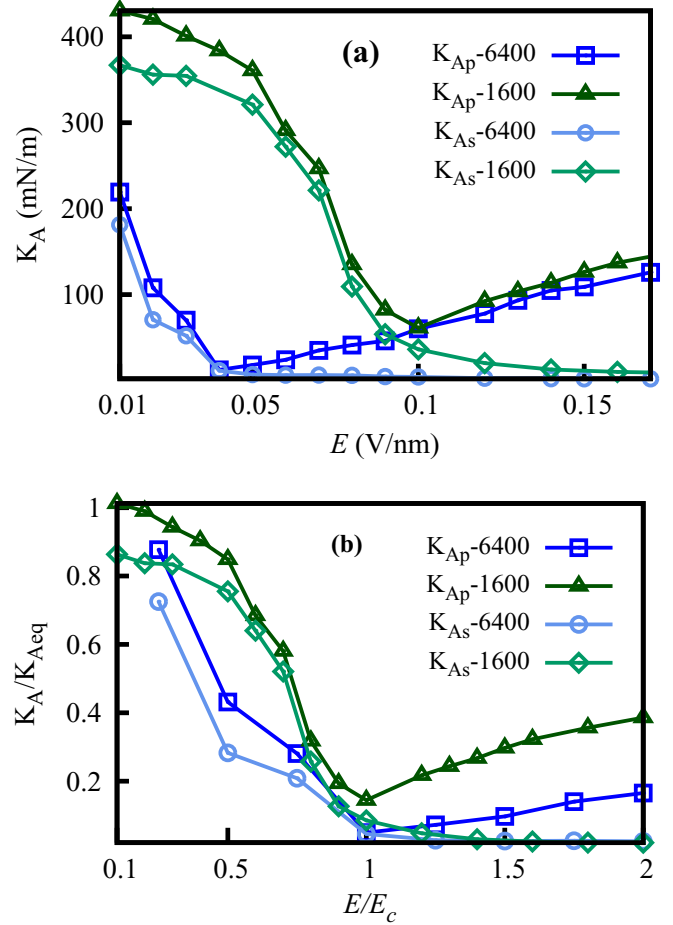 400
300
200
100
K_A (mN/m)
(a)
K_Ap-6400
K_Ap-1600
K_As-6400
K_As-1600
0.01 0.05 0.1 0.15
E (V/nm)
1
0.8
0.6
0.4
0.2
K_A/K_Aeq
(b)
K_Ap-6400
K_Ap-1600
K_As-6400
K_As-1600
0.1 0.5 1 1.5 2
E/E_c